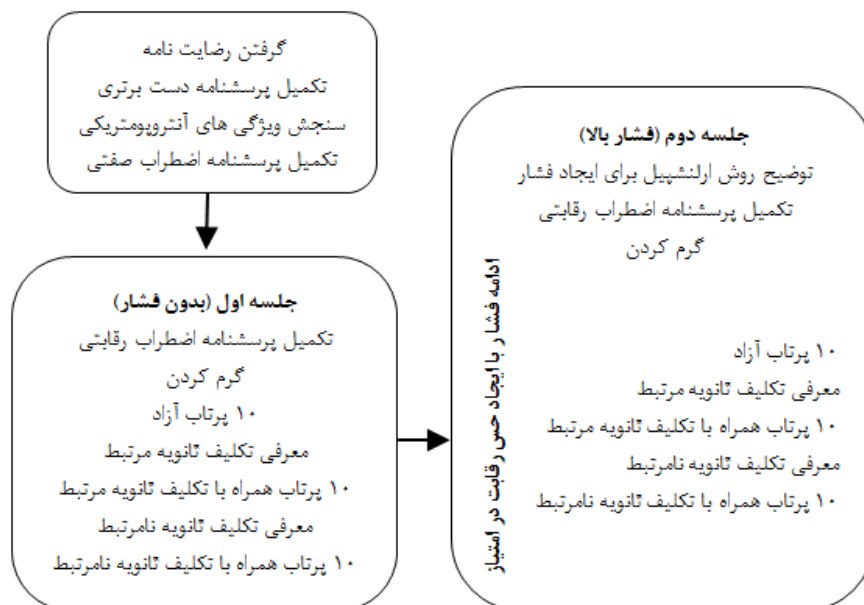 گرفتن رضایت نامه
تکمیل پرسشنامه دست برتری
سنجش ویژگی های آنتروپومتریکی
تکمیل پرسشنامه اضطراب صفتی
جلسه اول (بدون فشار)
تکمیل پرسشنامه اضطراب رقابتی
گرم کردن
۱۰ پرتاب آزاد
معرفی تکلیف ثانویه مرتبط
۱۰ پرتاب همراه با تکلیف ثانویه مرتبط
معرفی تکلیف ثانویه نامرتبط
۱۰ پرتاب همراه با تکلیف ثانویه نامرتبط
جلسه دوم (فشار بالا)
توضیح روش ارلنشپیل برای ایجاد فشار
تکمیل پرسشنامه اضطراب رقابتی
گرم کردن
ادامه فشار با ایجاد حس رقابت در امتیاز
۱۰ پرتاب آزاد
معرفی تکلیف ثانویه مرتبط
۱۰ پرتاب همراه با تکلیف ثانویه مرتبط
معرفی تکلیف ثانویه نامرتبط
۱۰ پرتاب همراه با تکلیف ثانویه نامرتبط